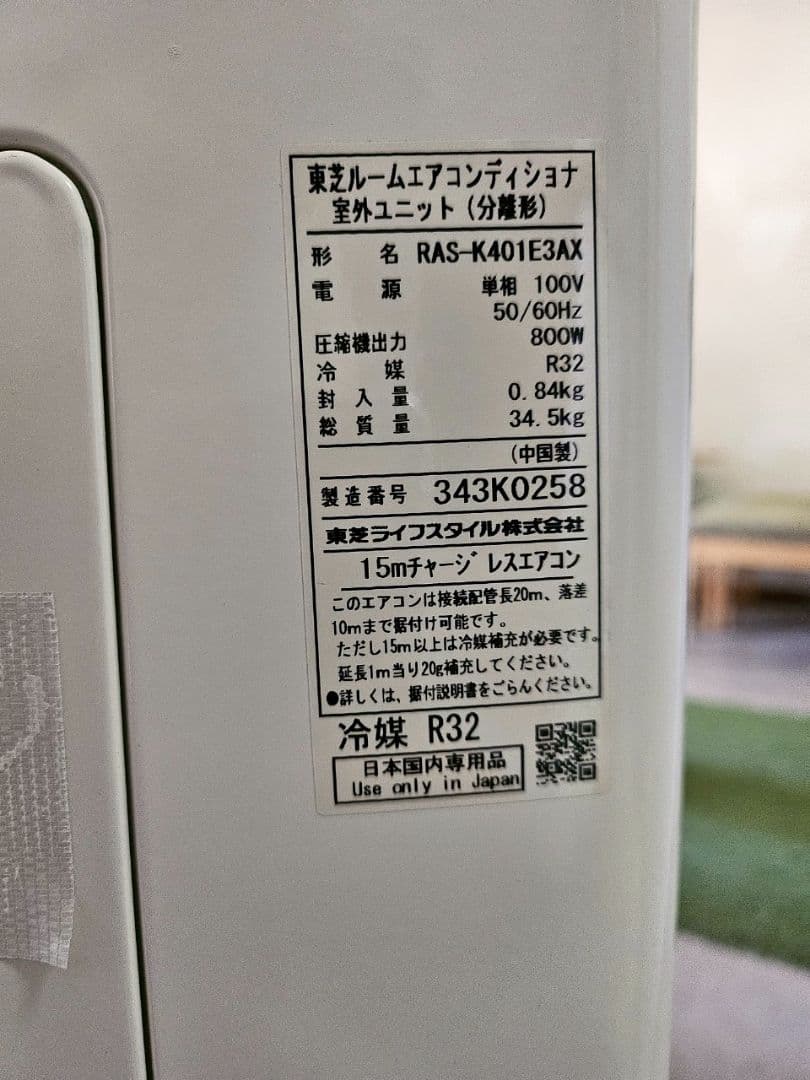 東芝ルームエアコンディショナ
室外ユニット(分離形)
形 名 RAS-K401E3AX
電 源 単相 100V
50/60Hz
圧縮機出力 800W
冷 媒 R32
封 入 量 0.84kg
総 質 量 34.5kg
(中国製)
製造番号 343K0258
東芝ライフスタイル株式会社
15mチャージレスエアコン
このエアコンは接続配管長20m、落差
10mまで据付け可能です。
ただし15m以上は冷媒補充が必要です。
延長1m当り20g補充してください。
●詳しくは、据付説明書をごらんください。
冷媒 R32
日本国内専用品
Use only in Japan